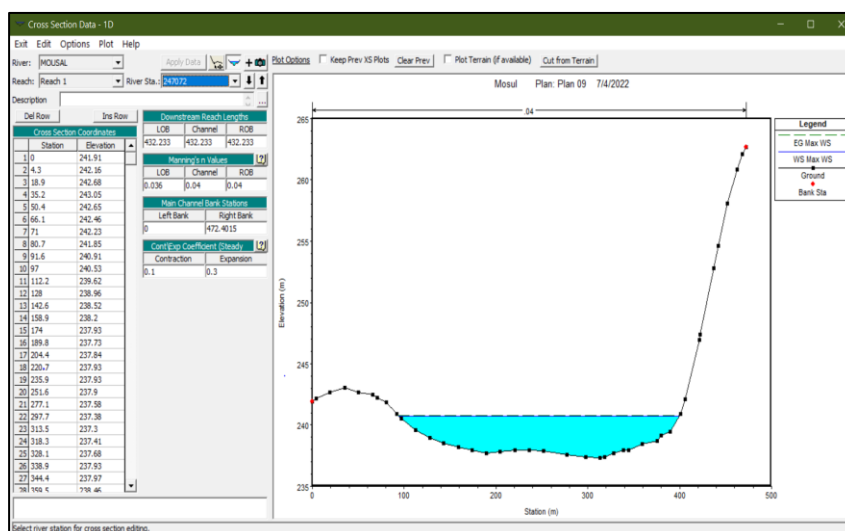 Cross Section Data - 1D
Exit Edit Options Plot Help
River: MOUSAL Apply Data
Reach: Reach 1 River Sta.: 247072
Description ...
Del Row Ins Row
Cross Section Coordinates
Station Elevation
1 0 241.91
2 4.3 242.16
3 18.9 242.68
4 35.2 243.05
5 50.4 242.65
6 66.1 242.46
7 71 242.23
8 80.7 241.85
9 91.6 240.91
10 97 240.53
11 112.2 239.62
12 128 238.96
13 142.6 238.52
14 158.9 238.2
15 174 237.93
16 189.8 237.73
17 204.4 237.84
18 220.7 237.93
19 235.9 237.93
20 251.6 237.9
21 277.1 237.58
22 297.7 237.38
23 313.5 237.3
24 318.3 237.41
25 328.1 237.68
26 338.9 237.93
27 344.4 237.97
28 359.5 238.46
Downstream Reach Lengths
LOB Channel ROB
432.233 432.233 432.233
Manning's n Values ?
LOB Channel ROB
0.036 0.04 0.04
Main Channel Bank Stations
Left Bank Right Bank
0 472.4015
Cont\Exp Coefficient (Steady ?
Contraction Expansion
0.1 0.3
Plot Options Keep Prev XS Plots Clear Prev Plot Terrain (if available) Cut from Terrain
Mosul Plan: Plan 09 7/4/2022
.04
265
260
255
250
245
240
235
Elevation (m)
0 100 200 300 400 500
Station (m)
Legend
EG Max WS
WS Max WS
Ground
Bank Sta
Select river station for cross section editing.